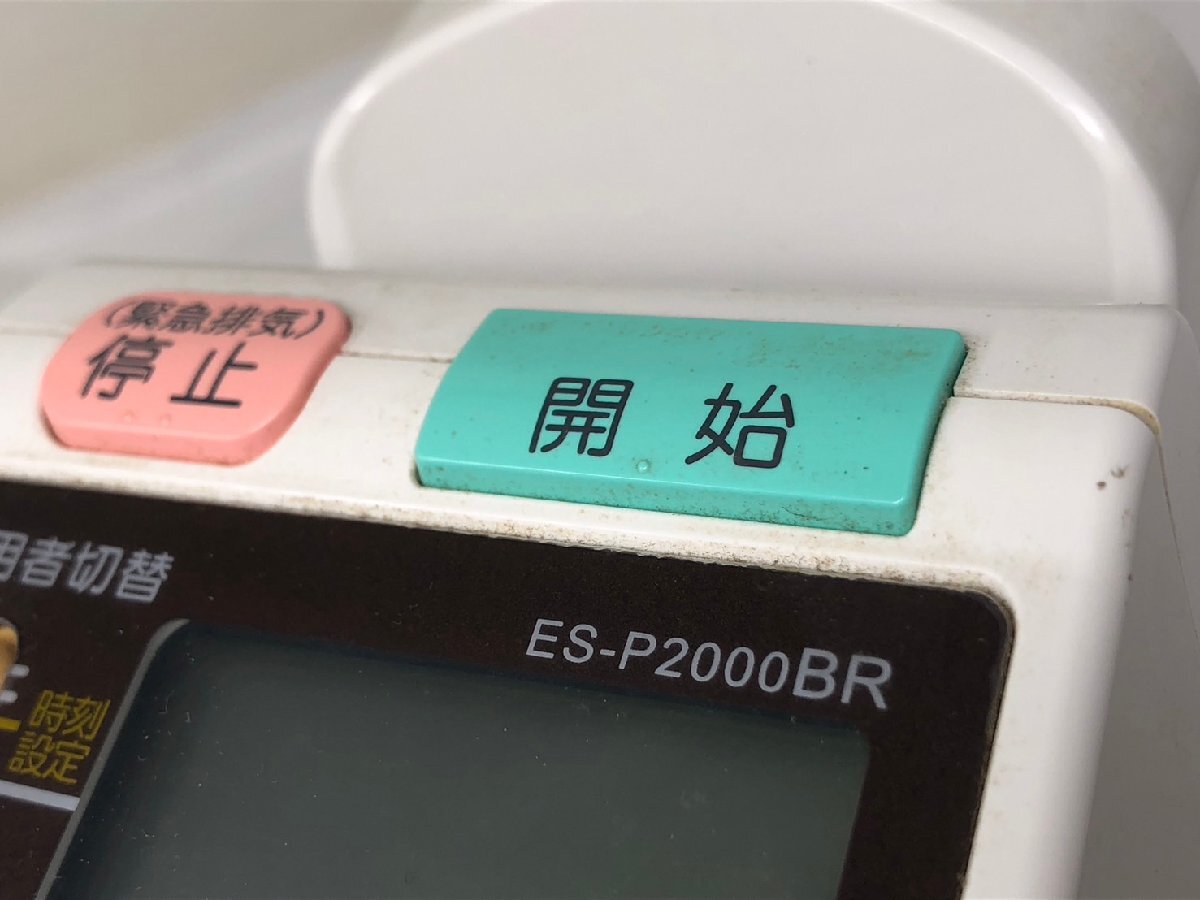 (緊急排気)
停止
開始
用者切替
ES-P2000BR
時刻
設定